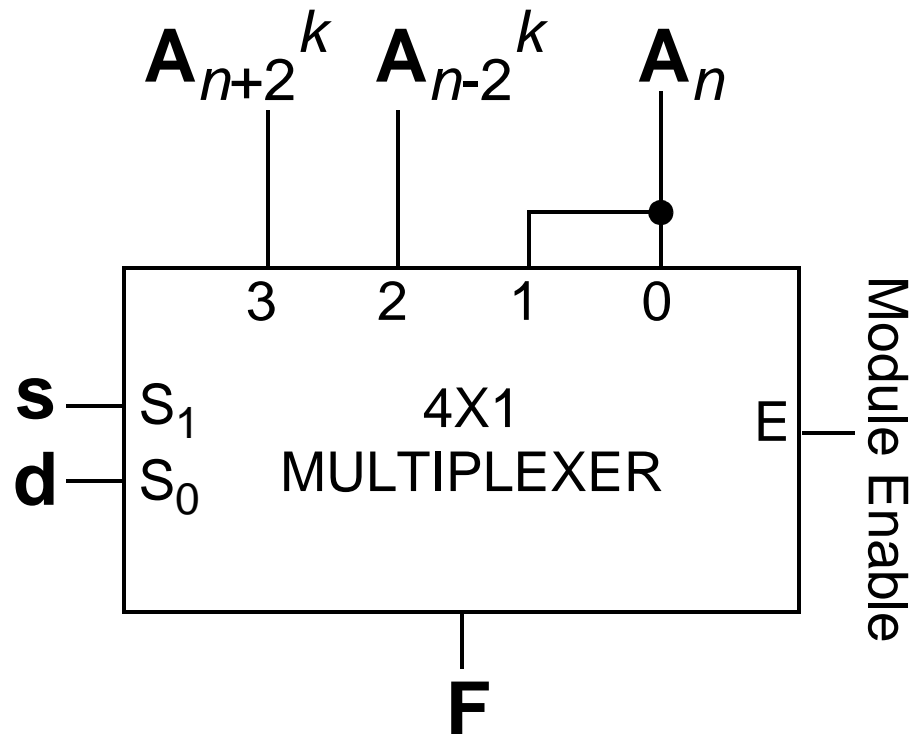 Aₙ₊₂ᵏ Aₙ₋₂ᵏ Aₙ
3 2 1 0
s S₁ 4X1 E
d S₀ MULTIPLEXER
Module Enable
F